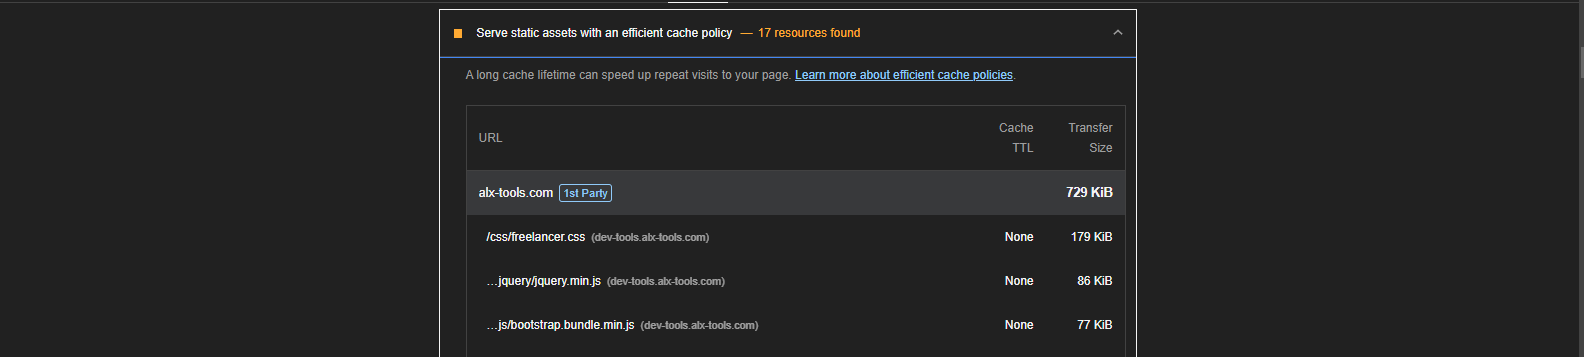 Serve static assets with an efficient cache policy — 17 resources found
A long cache lifetime can speed up repeat visits to your page. Learn more about efficient cache policies.
URL Cache TTL Transfer Size
alx-tools.com 1st Party 729 KiB
/css/freelancer.css (dev-tools.alx-tools.com) None 179 KiB
…jquery/jquery.min.js (dev-tools.alx-tools.com) None 86 KiB
…js/bootstrap.bundle.min.js (dev-tools.alx-tools.com) None 77 KiB